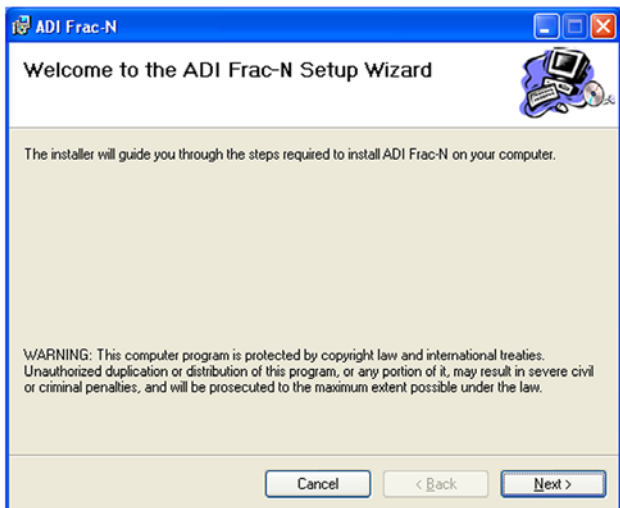 ADI Frac-N
Welcome to the ADI Frac-N Setup Wizard
The installer will guide you through the steps required to install ADI Frac-N on your computer.
WARNING: This computer program is protected by copyright law and international treaties.
Unauthorized duplication or distribution of this program, or any portion of it, may result in severe civil
or criminal penalties, and will be prosecuted to the maximum extent possible under the law.
Cancel < Back Next >